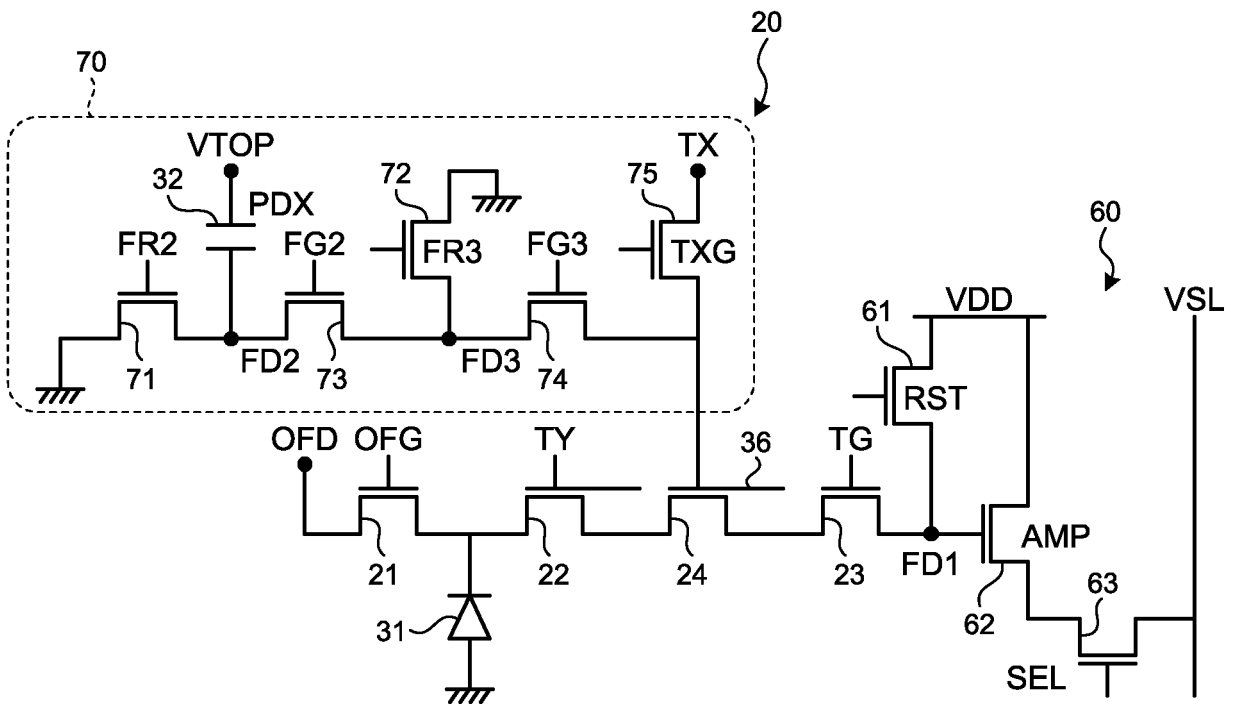 20
70
VTOP
TX
32
PDX
72
75
FR2
FG2
FR3
FG3
TXG
60
VDD
VSL
61
71
FD2
73
FD3
74
RST
OFD
OFG
TY
36
TG
21
22
24
23
FD1
AMP
31
62
63
SEL